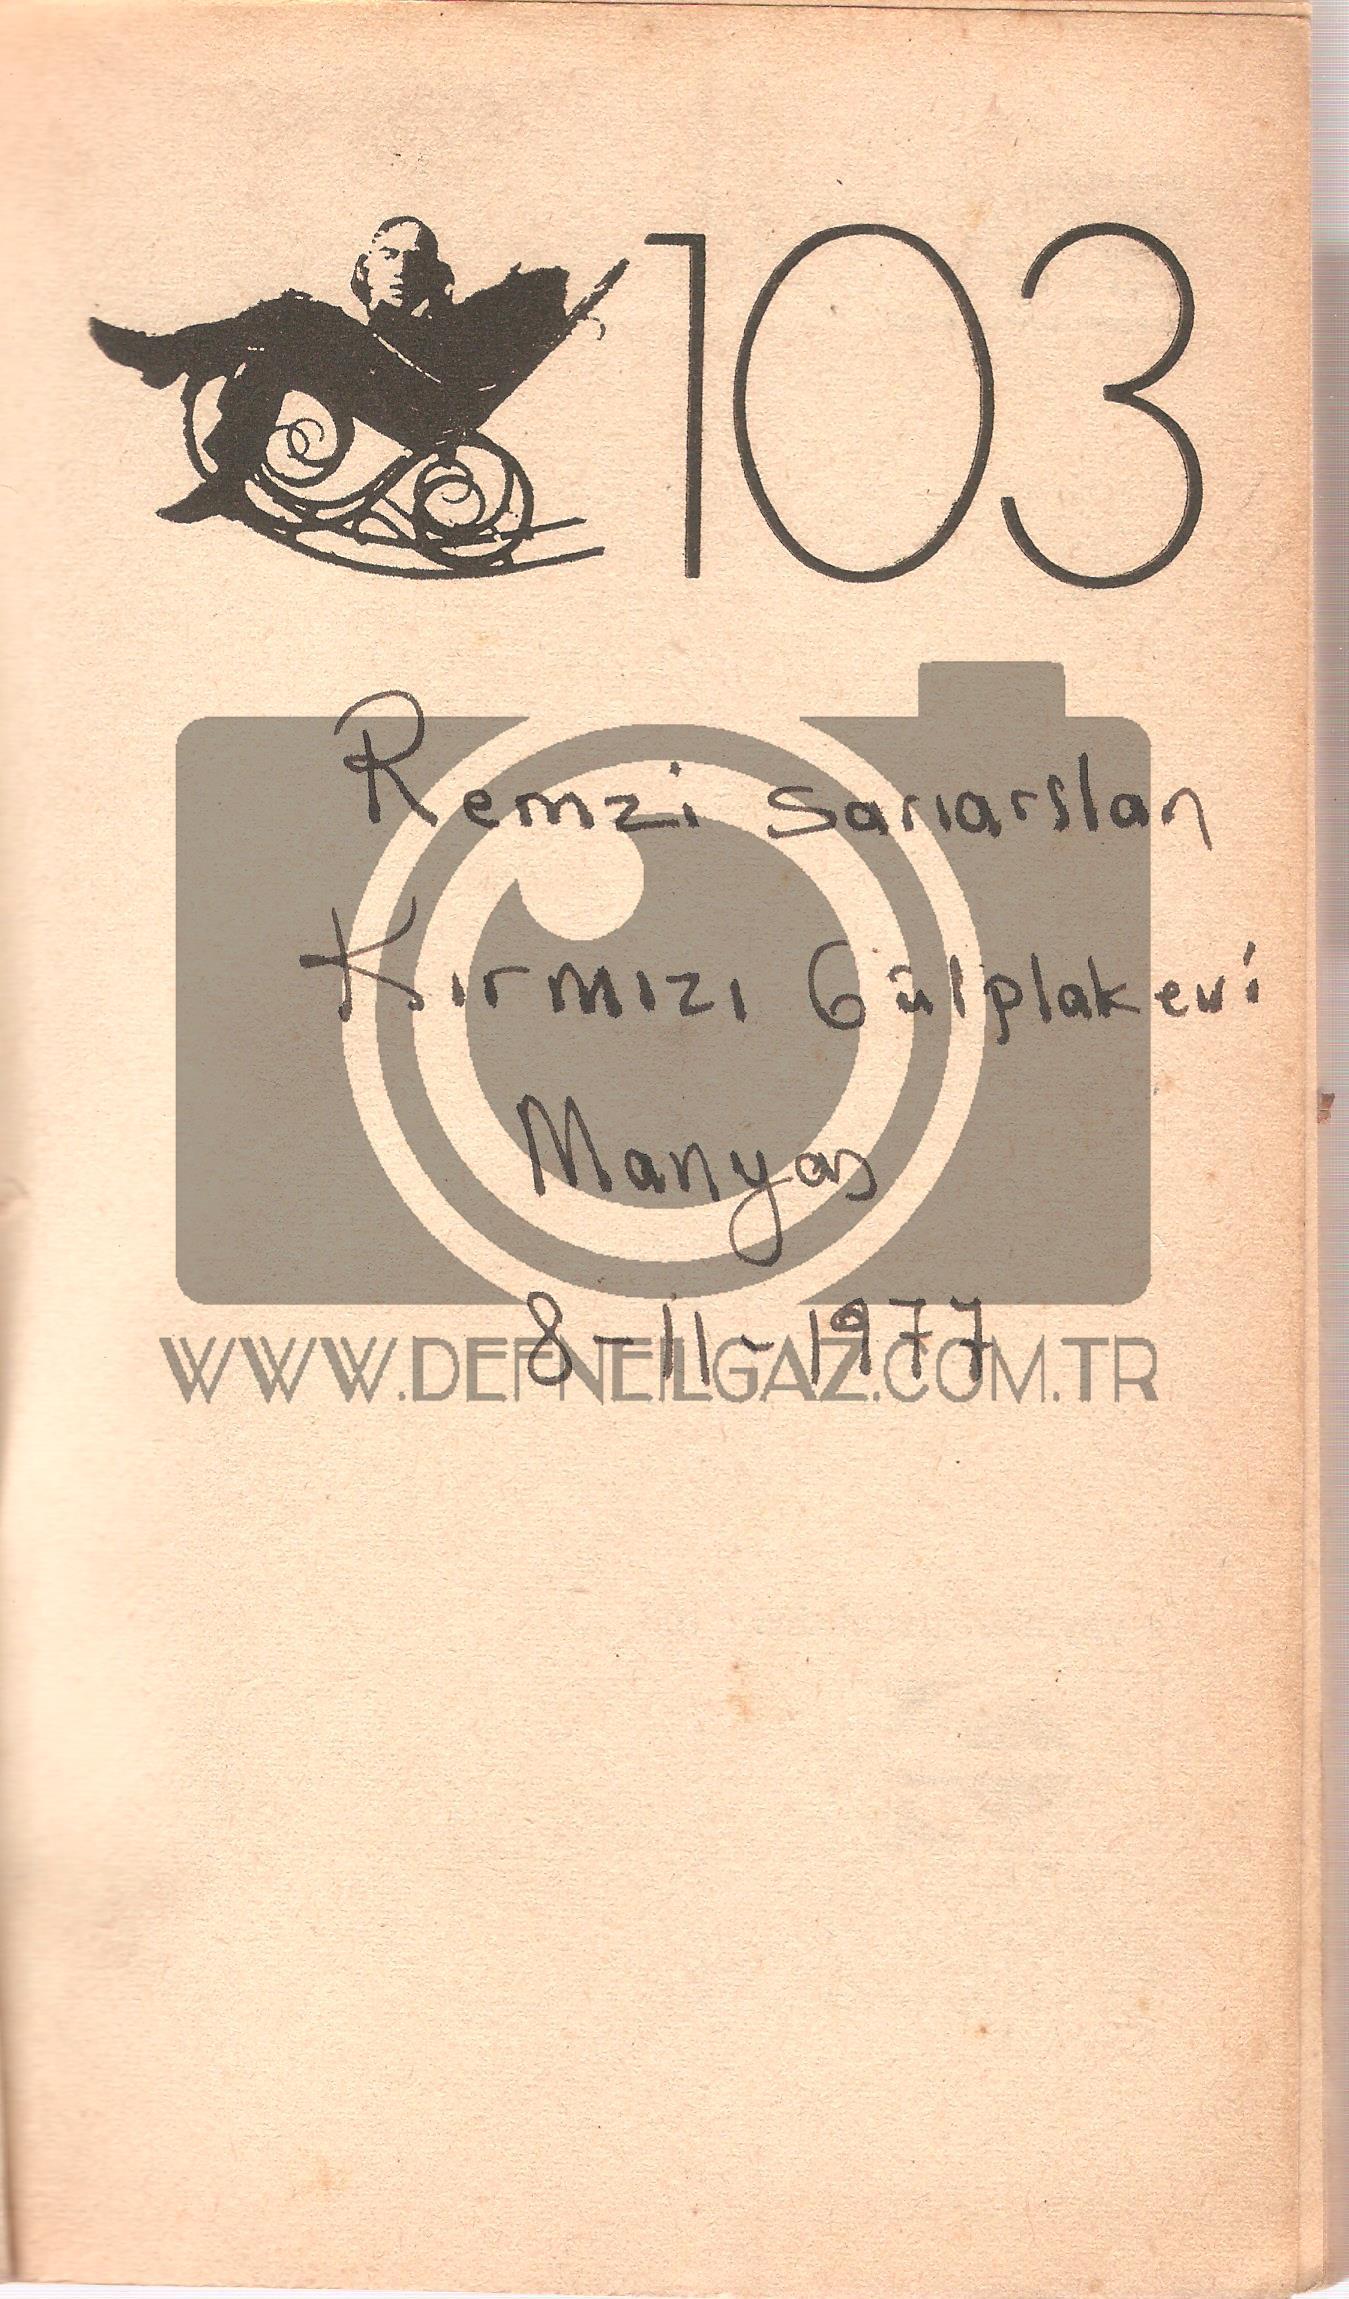 103
Remzi sarıarslan
Kırmızı Gülplakevi
Manyas
8-11-1977
WWW.DEFNEILGAZ.COM.TR